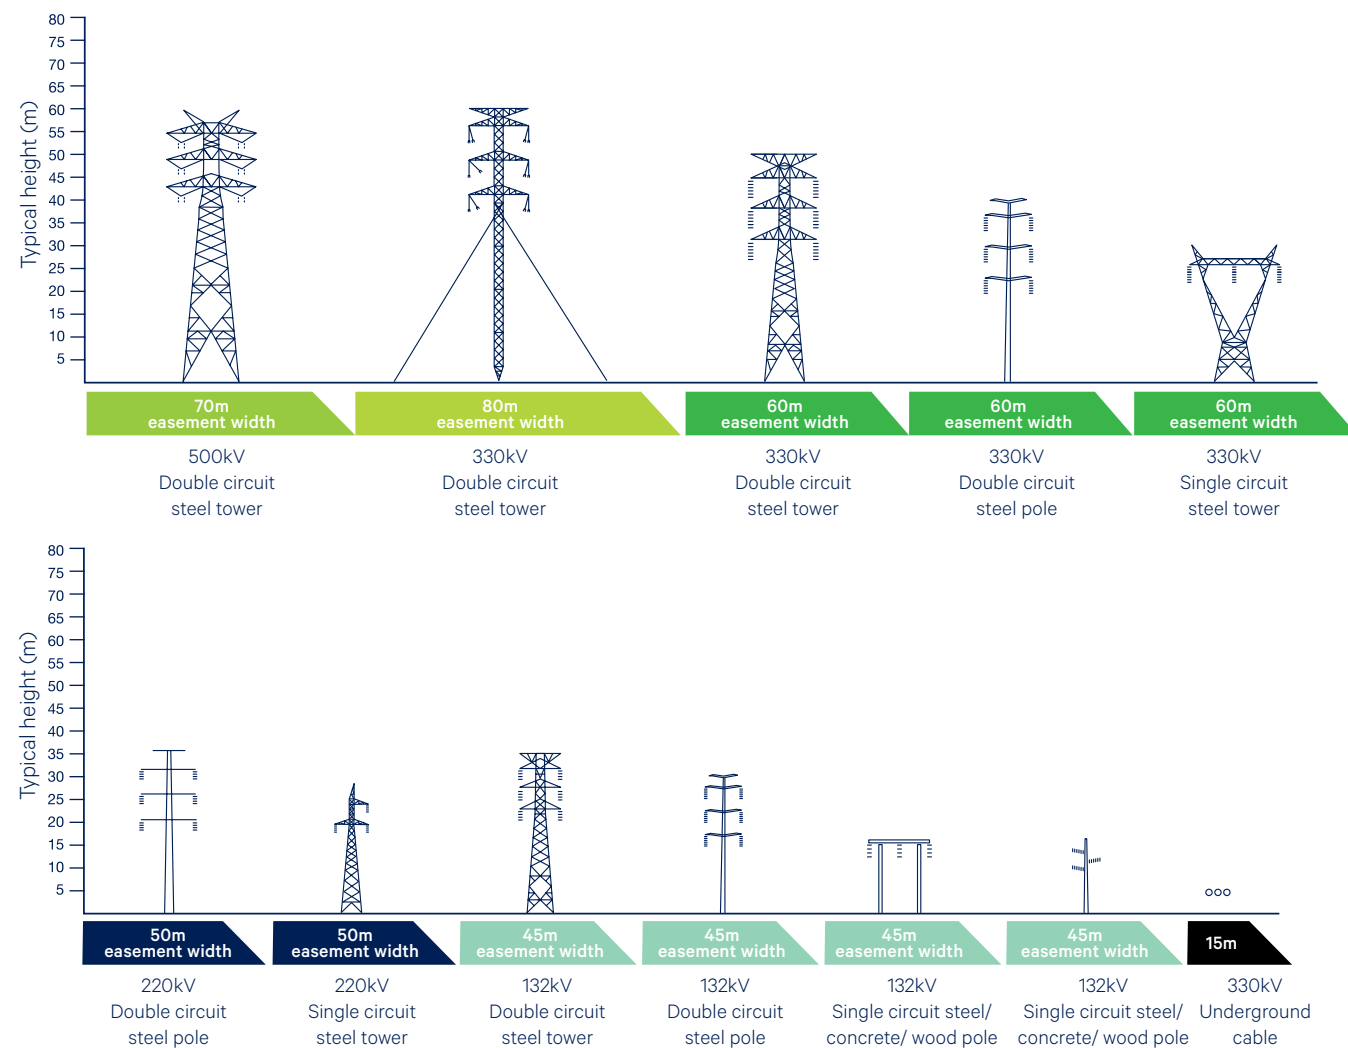 Typical height (m)
80
75
70
65
60
55
50
45
40
35
30
25
20
15
10
5
70m
easement width
80m
easement width
60m
easement width
60m
easement width
60m
easement width
500kV
Double circuit
steel tower
330kV
Double circuit
steel tower
330kV
Double circuit
steel tower
330kV
Double circuit
steel pole
330kV
Single circuit
steel tower
Typical height (m)
80
75
70
65
60
55
50
45
40
35
30
25
20
15
10
5
50m
easement width
50m
easement width
45m
easement width
45m
easement width
45m
easement width
45m
easement width
15m
220kV
Double circuit
steel pole
220kV
Single circuit
steel tower
132kV
Double circuit
steel tower
132kV
Double circuit
steel pole
132kV
Single circuit steel/
concrete/ wood pole
132kV
Single circuit steel/
concrete/ wood pole
330kV
Underground
cable